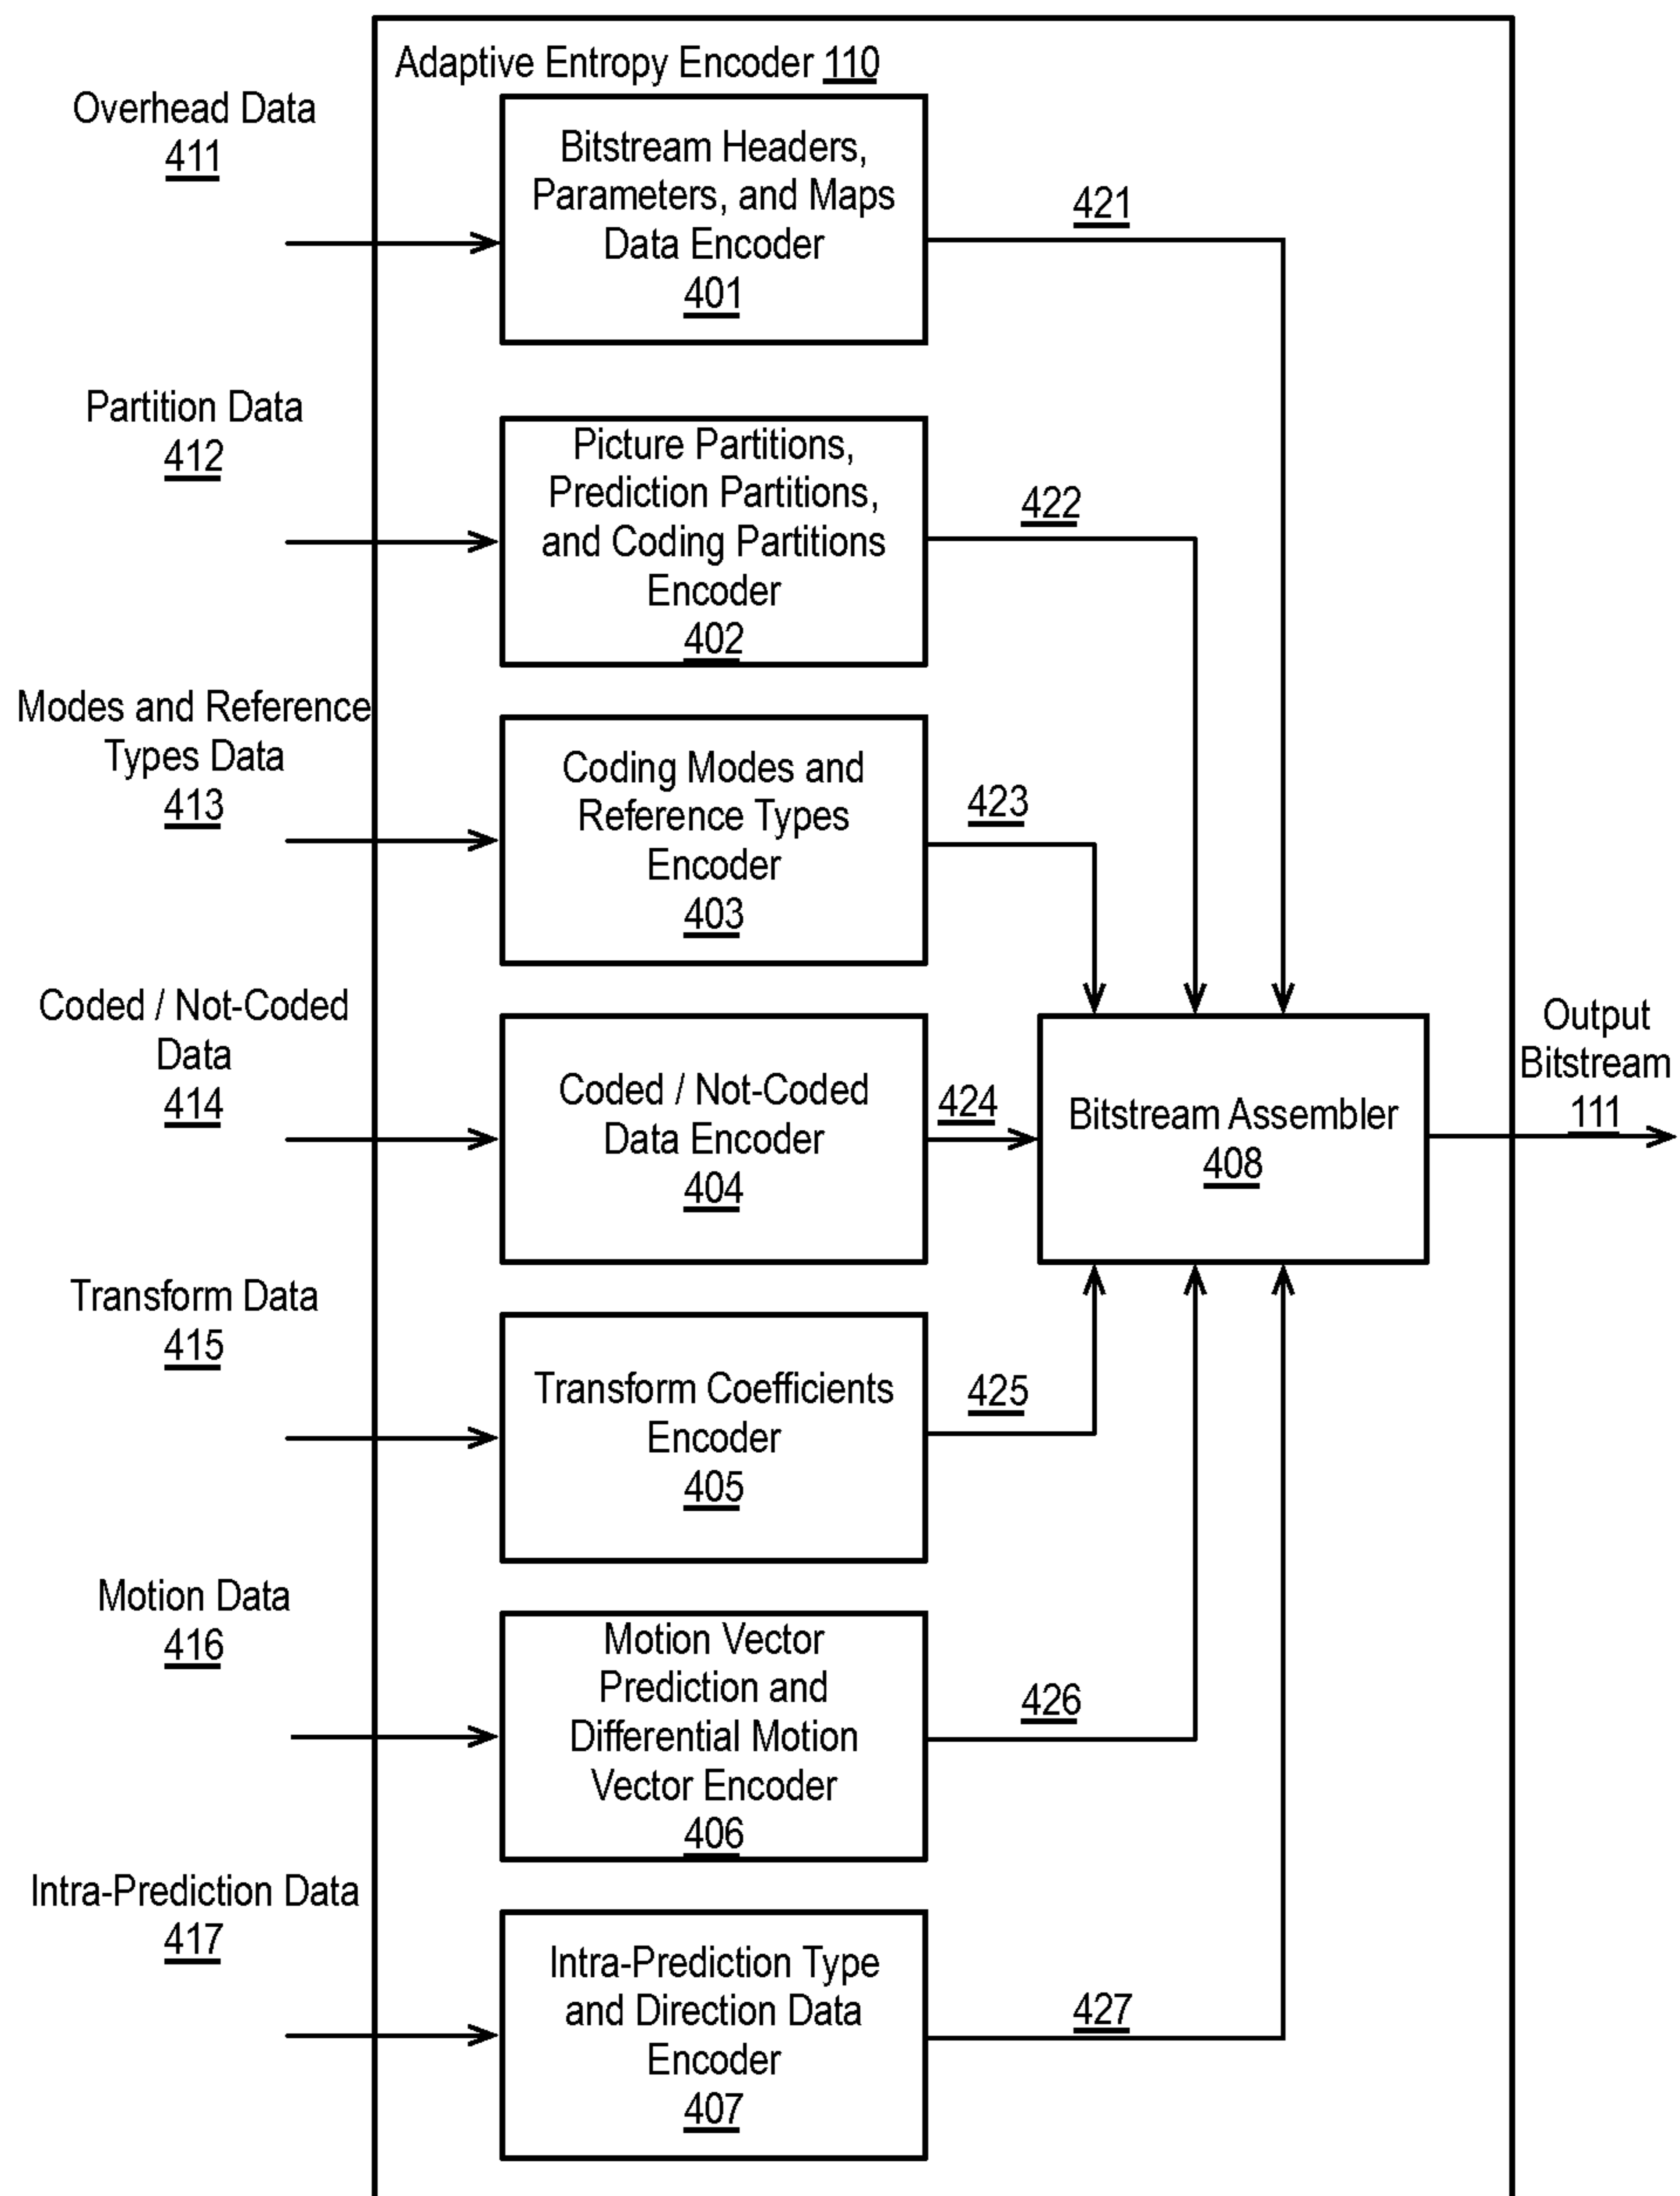 Adaptive Entropy Encoder 110
Overhead Data
411
Bitstream Headers,
Parameters, and Maps
Data Encoder
401
421
Partition Data
412
Picture Partitions,
Prediction Partitions,
and Coding Partitions
Encoder
402
422
Modes and Reference
Types Data
413
Coding Modes and
Reference Types
Encoder
403
423
Coded / Not-Coded
Data
414
Coded / Not-Coded
Data Encoder
404
424
Bitstream Assembler
408
Output
Bitstream
111
Transform Data
415
Transform Coefficients
Encoder
405
425
Motion Data
416
Motion Vector
Prediction and
Differential Motion
Vector Encoder
406
426
Intra-Prediction Data
417
Intra-Prediction Type
and Direction Data
Encoder
407
427